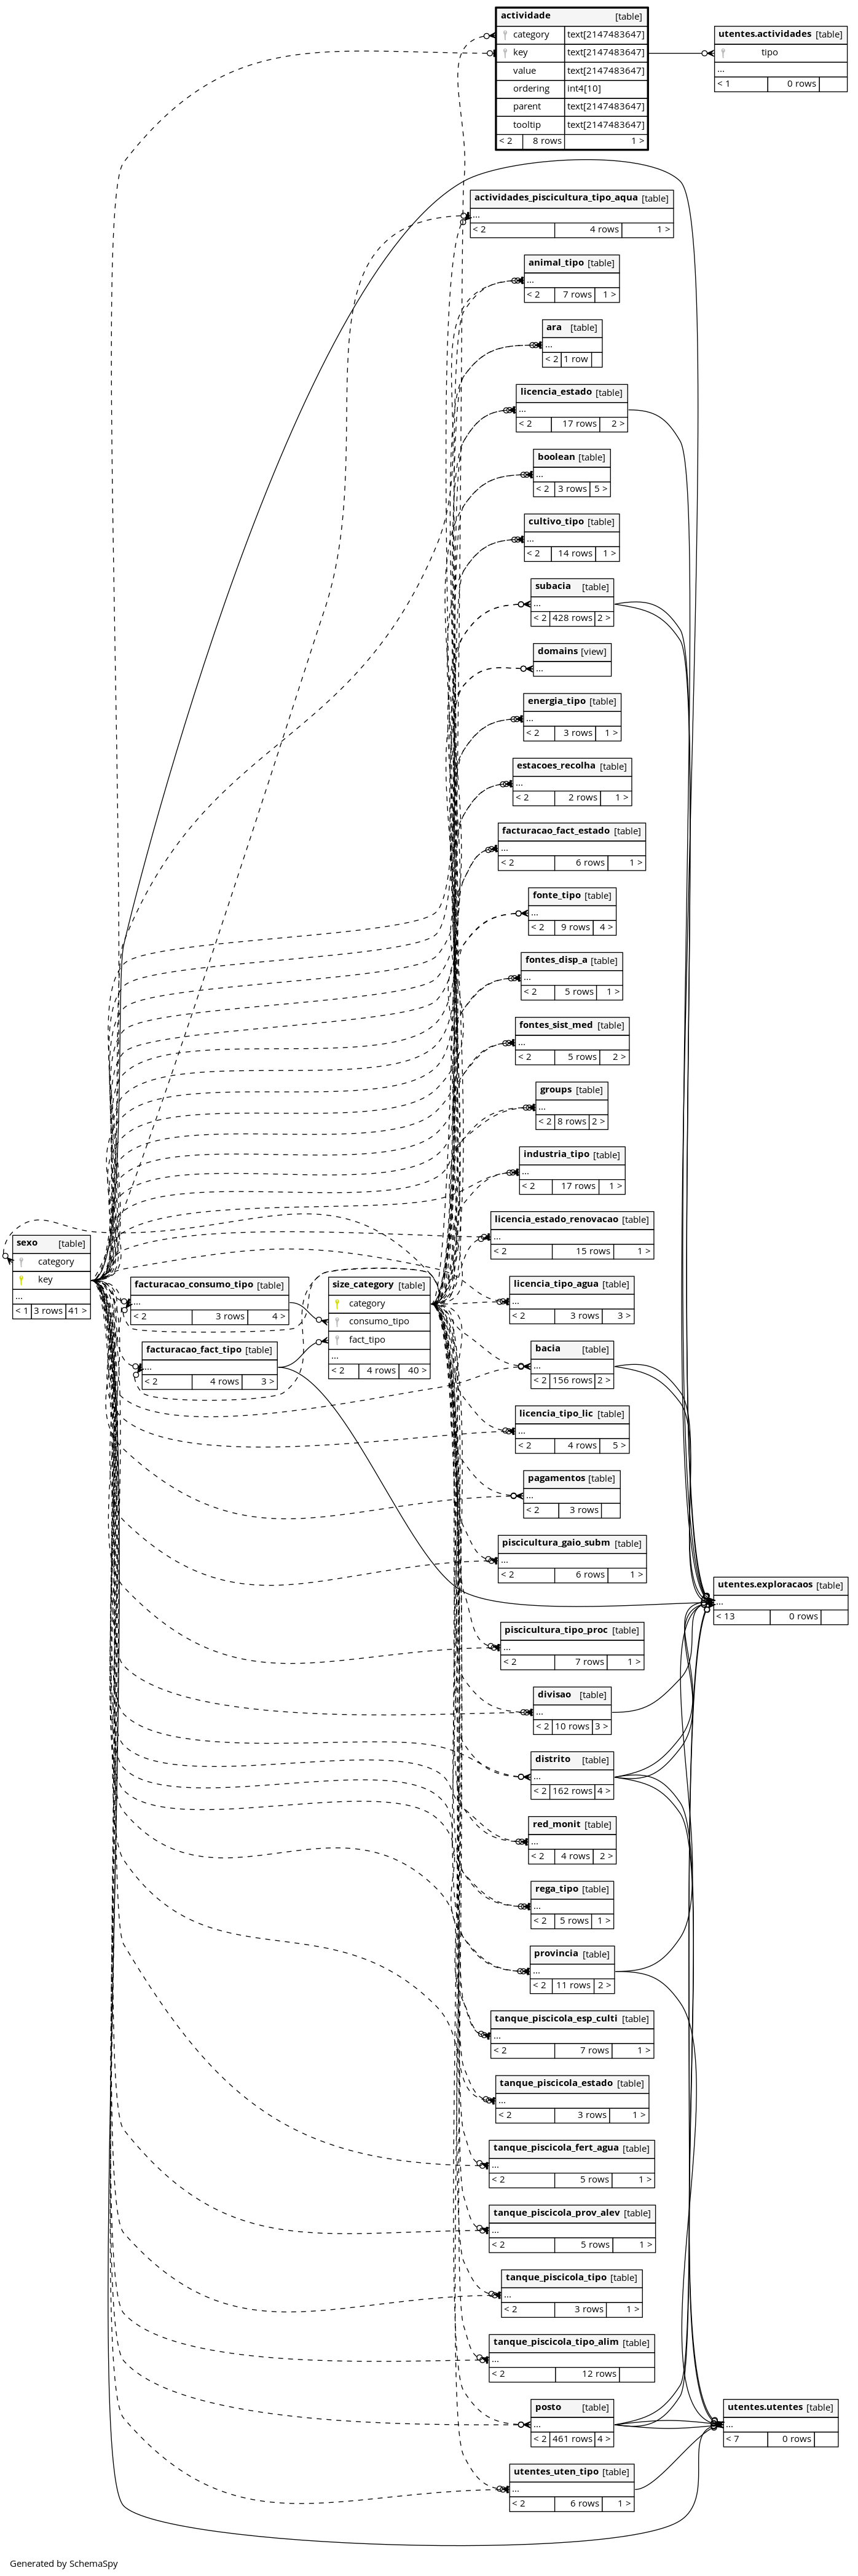 actividade [table]
category text[2147483647]
key text[2147483647]
value text[2147483647]
ordering int4[10]
parent text[2147483647]
tooltip text[2147483647]
< 2 8 rows 1 >
utentes.actividades [table]
tipo
...
< 1 0 rows
actividades_piscicultura_tipo_aqua [table]
...
< 2 4 rows 1 >
animal_tipo [table]
...
< 2 7 rows 1 >
ara [table]
...
< 2 1 row
licencia_estado [table]
...
< 2 17 rows 2 >
boolean [table]
...
< 2 3 rows 5 >
cultivo_tipo [table]
...
< 2 14 rows 1 >
subacia [table]
...
< 2 428 rows 2 >
domains [view]
...
energia_tipo [table]
...
< 2 3 rows 1 >
estacoes_recolha [table]
...
< 2 2 rows 1 >
facturacao_fact_estado [table]
...
< 2 6 rows 1 >
fonte_tipo [table]
...
< 2 9 rows 4 >
fontes_disp_a [table]
...
< 2 5 rows 1 >
fontes_sist_med [table]
...
< 2 5 rows 2 >
groups [table]
...
< 2 8 rows 2 >
industria_tipo [table]
...
< 2 17 rows 1 >
licencia_estado_renovacao [table]
...
< 2 15 rows 1 >
sexo [table]
category
key
...
< 1 3 rows 41 >
facturacao_consumo_tipo [table]
...
< 2 3 rows 4 >
facturacao_fact_tipo [table]
...
< 2 4 rows 3 >
size_category [table]
category
consumo_tipo
fact_tipo
...
< 2 4 rows 40 >
licencia_tipo_agua [table]
...
< 2 3 rows 3 >
bacia [table]
...
< 2 156 rows 2 >
licencia_tipo_lic [table]
...
< 2 4 rows 5 >
pagamentos [table]
...
< 2 3 rows
piscicultura_gaio_subm [table]
...
< 2 6 rows 1 >
utentes.exploracaos [table]
...
< 13 0 rows
piscicultura_tipo_proc [table]
...
< 2 7 rows 1 >
divisao [table]
...
< 2 10 rows 3 >
distrito [table]
...
< 2 162 rows 4 >
red_monit [table]
...
< 2 4 rows 2 >
rega_tipo [table]
...
< 2 5 rows 1 >
provincia [table]
...
< 2 11 rows 2 >
tanque_piscicola_esp_culti [table]
...
< 2 7 rows 1 >
tanque_piscicola_estado [table]
...
< 2 3 rows 1 >
tanque_piscicola_fert_agua [table]
...
< 2 5 rows 1 >
tanque_piscicola_prov_alev [table]
...
< 2 5 rows 1 >
tanque_piscicola_tipo [table]
...
< 2 3 rows 1 >
tanque_piscicola_tipo_alim [table]
...
< 2 12 rows
posto [table]
...
< 2 461 rows 4 >
utentes.utentes [table]
...
< 7 0 rows
utentes_uten_tipo [table]
...
< 2 6 rows 1 >
Generated by SchemaSpy